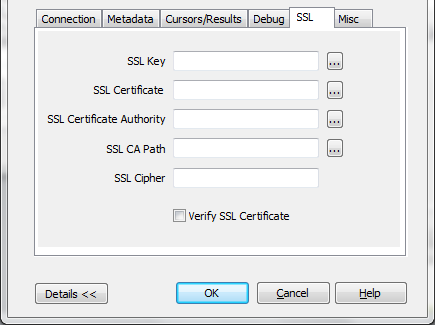 Connection Metadata Cursors/Results Debug SSL Misc
SSL Key ...
SSL Certificate ...
SSL Certificate Authority ...
SSL CA Path ...
SSL Cipher
Verify SSL Certificate
Details << OK Cancel Help